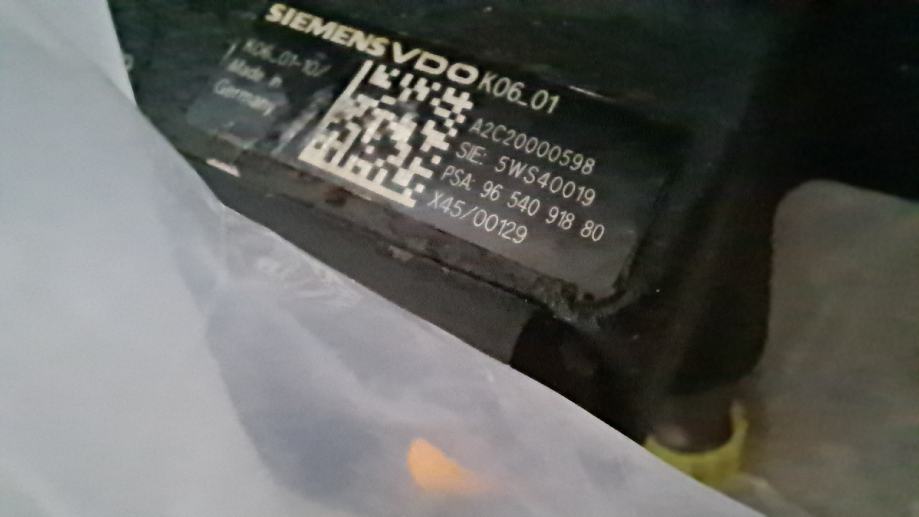 SIEMENS VDO K06_01
K06_01-10/
Made in
Germany
A2C20000598
SIE: 5WS40019
PSA: 96 540 918 80
X45/00129